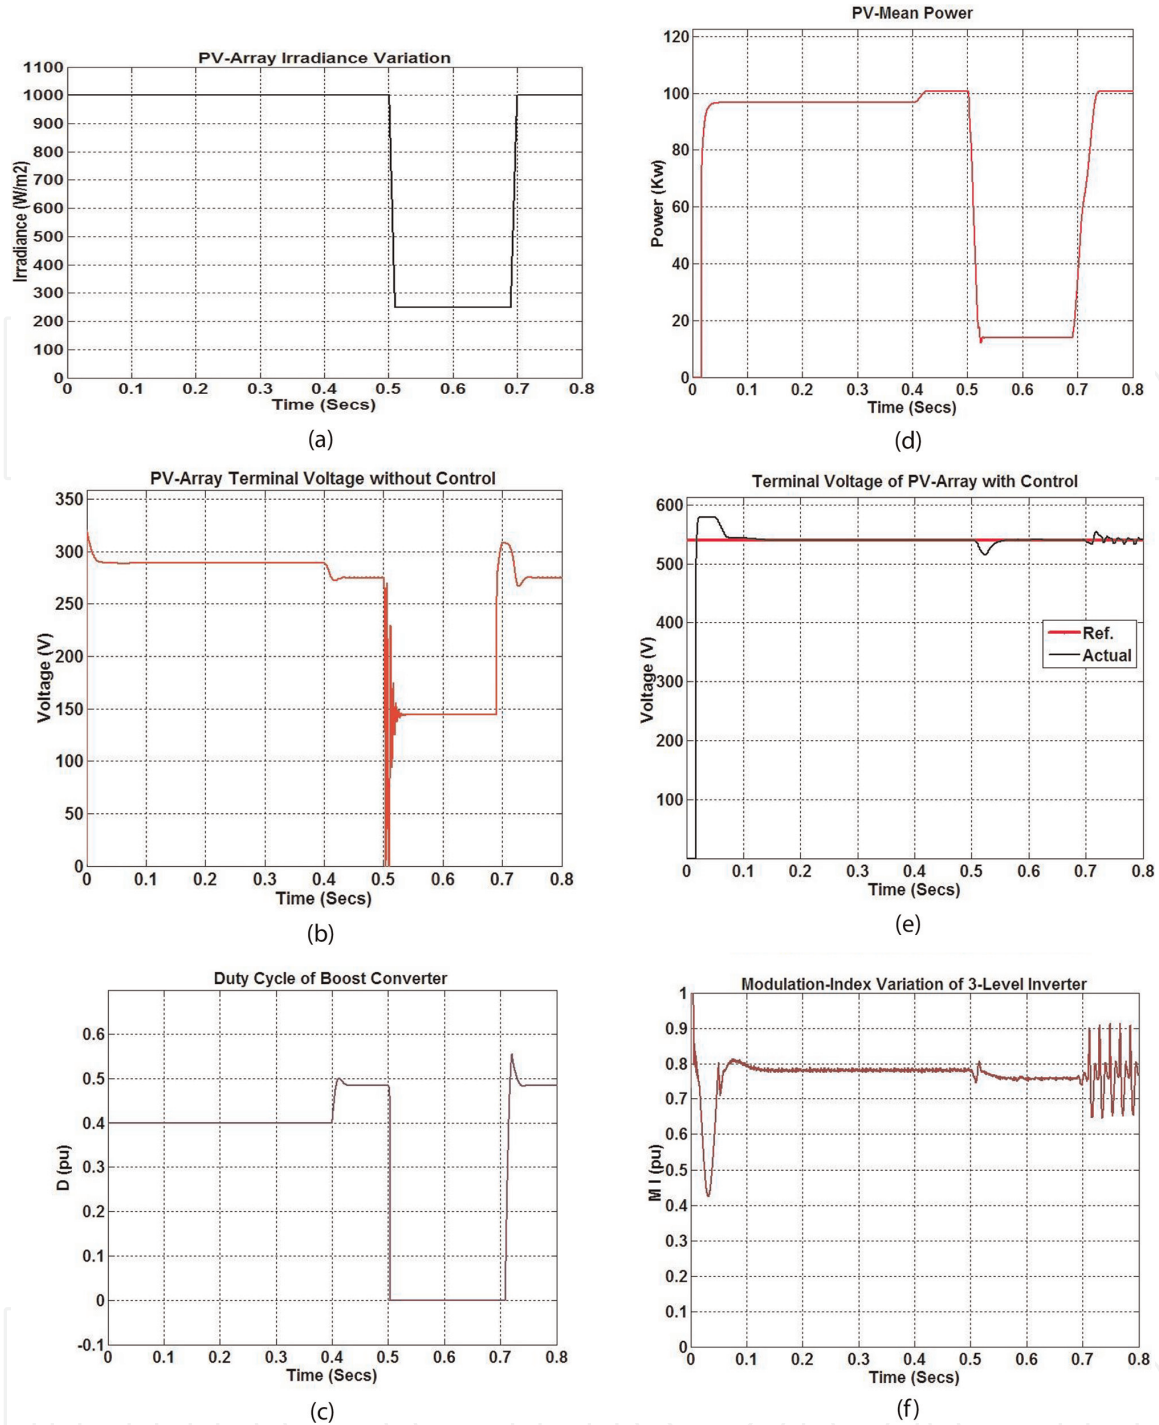 PV-Array Irradiance Variation
1100
1000
900
800
700
600
500
400
300
200
100
0
Irradiance (W/m2)
0 0.1 0.2 0.3 0.4 0.5 0.6 0.7 0.8
Time (Secs)
(a)
PV-Mean Power
120
100
80
60
40
20
0
Power (Kw)
0 0.1 0.2 0.3 0.4 0.5 0.6 0.7 0.8
Time (Secs)
(d)
PV-Array Terminal Voltage without Control
350
300
250
200
150
100
50
0
Voltage (V)
0 0.1 0.2 0.3 0.4 0.5 0.6 0.7 0.8
Time (Secs)
(b)
Terminal Voltage of PV-Array with Control
600
500
400
300
200
100
Voltage (V)
Ref.
Actual
0 0.1 0.2 0.3 0.4 0.5 0.6 0.7 0.8
Time (Secs)
(e)
Duty Cycle of Boost Converter
0.6
0.5
0.4
0.3
0.2
0.1
0
-0.1
D (pu)
0 0.1 0.2 0.3 0.4 0.5 0.6 0.7 0.8
Time (Secs)
(c)
Modulation-Index Variation of 3-Level Inverter
1
0.9
0.8
0.7
0.6
0.5
0.4
0.3
0.2
0.1
0
M I (pu)
0 0.1 0.2 0.3 0.4 0.5 0.6 0.7 0.8
Time (Secs)
(f)